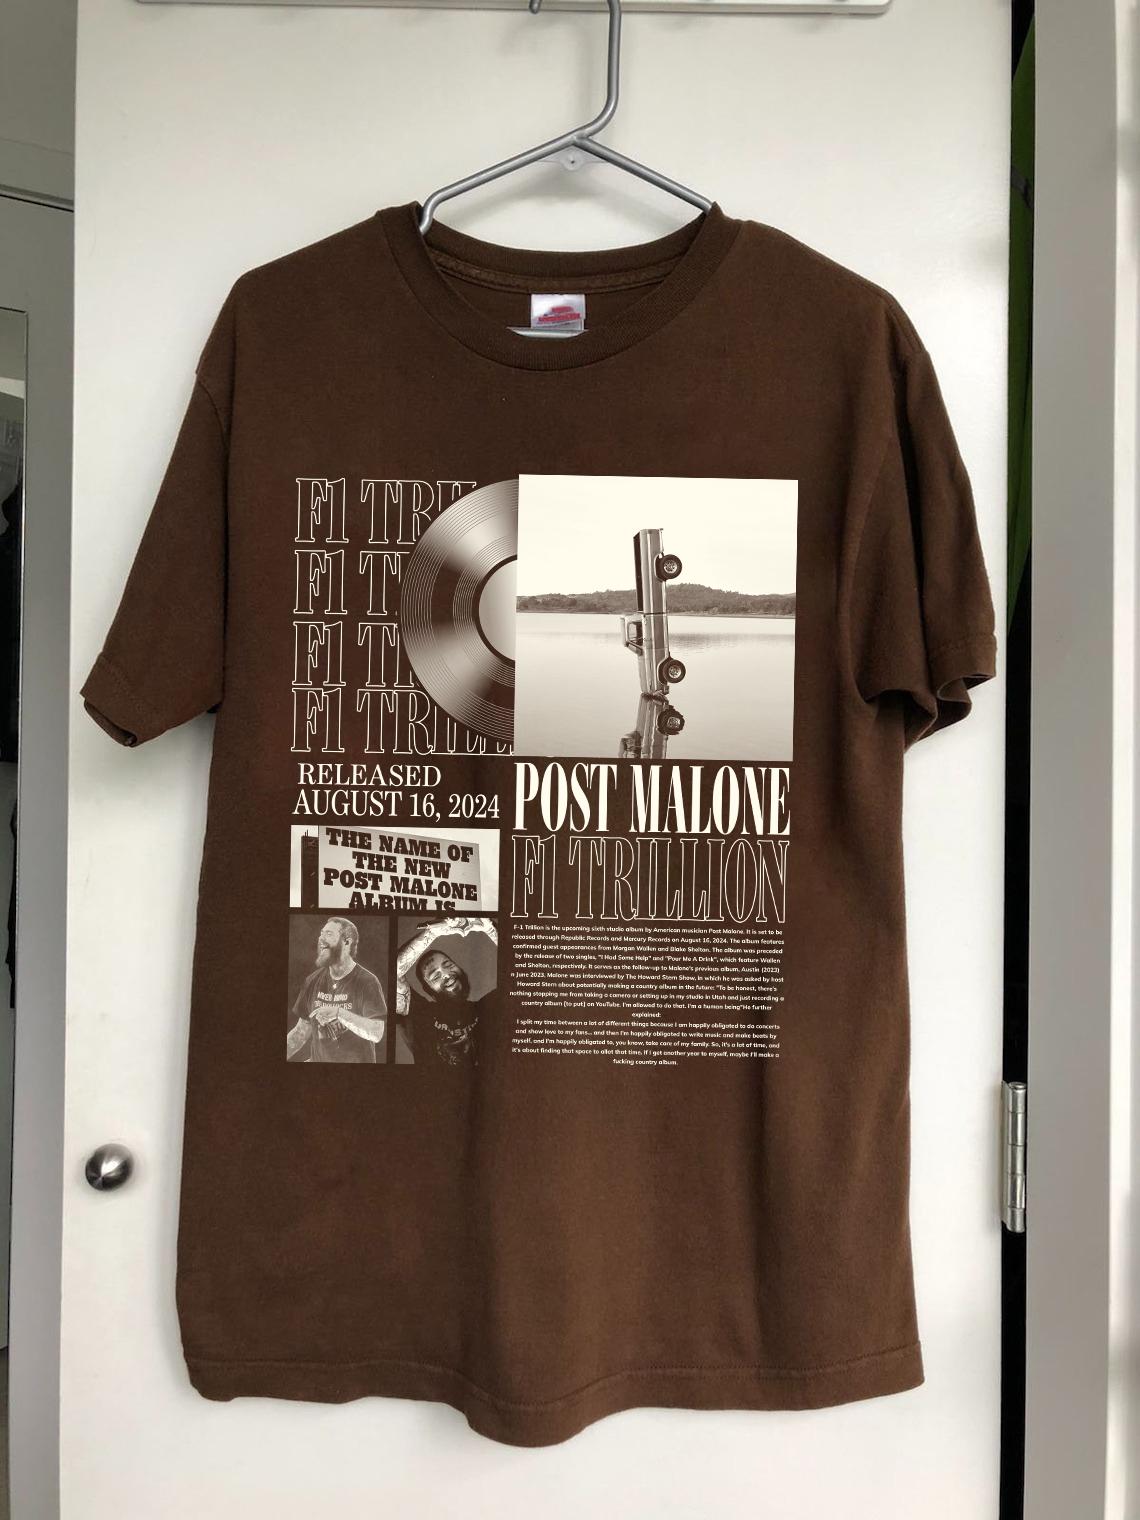 F1 TRIL
F1 T
F1 TR
F1 TRILL
RELEASED
AUGUST 16, 2024
THE NAME OF
THE NEW
POST MALONE
ALBUM IS
POST MALONE
F1 TRILLION
F-1 Trillion is the upcoming sixth studio album by American musician Post Malone. It is set to be
released through Republic Records and Mercury Records on August 16, 2024. The album features
confirmed guest appearances from Morgan Wallen and Blake Shelton. The album was preceded
by the release of two singles, "I Had Some Help" and "Pour Me A Drink", which feature Wallen
and Shelton, respectively. It serves as the follow-up to Malone's previous album, Austin (2023)
n June 2023, Malone was interviewed by The Howard Stern Show, in which he was asked by host
Howard Stern about potentially making a country album in the future: "To be honest, there's
nothing stopping me from taking a camera or setting up in my studio in Utah and just recording a
country album [to put] on YouTube. I'm allowed to do that. I'm a human being"He further
explained:
I split my time between a lot of different things because I am happily obligated to do concerts
and show love to my fans... and then I'm happily obligated to write music and make beats by
myself, and I'm happily obligated to, you know, take care of my family. So, it's a lot of time, and
it's about finding that space to allot that time. If I get another year to myself, maybe I'll make a
fucking country album.